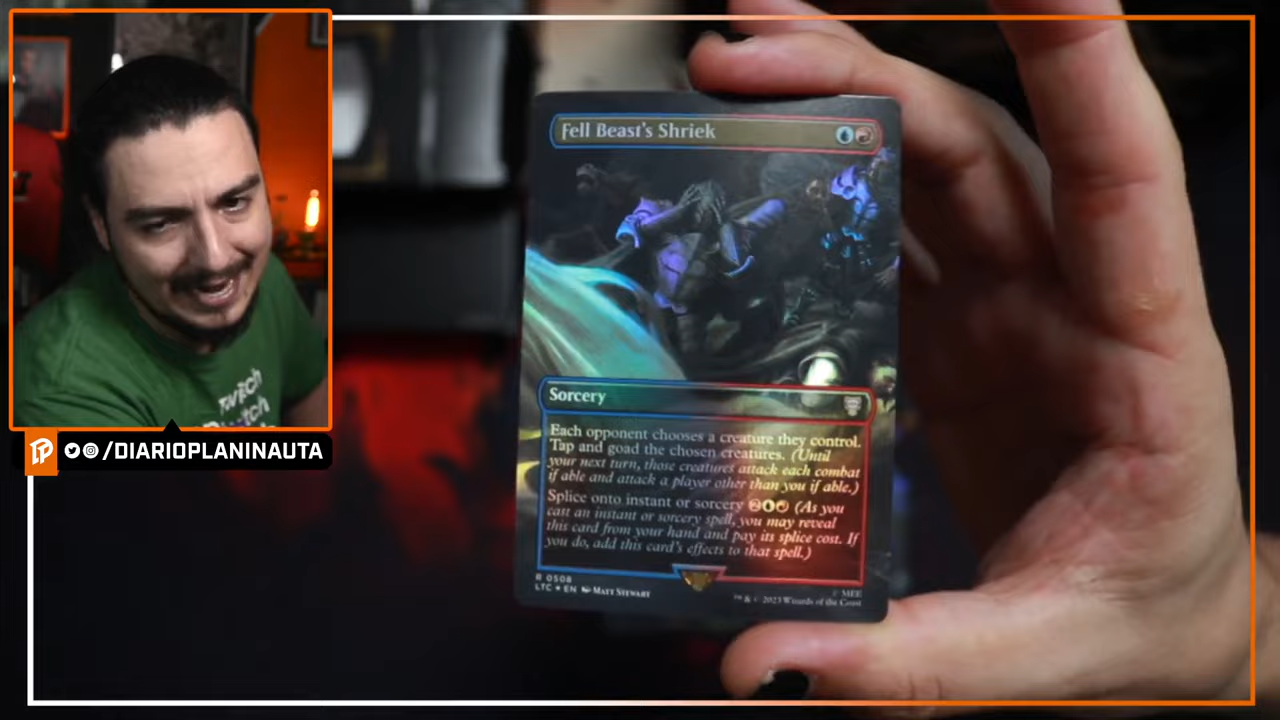 Fell Beast's Shriek
Sorcery
Each opponent chooses a creature they control.
Tap and goad the chosen creatures. (Until
your next turn, those creatures attack each combat
if able and attack a player other than you if able.)
Splice onto instant or sorcery 2UR (As you
cast an instant or sorcery spell, you may reveal
this card from your hand and pay its splice cost. If
you do, add this card's effects to that spell.)
R 0508
LTC ★ EN Matt Stewart
© MEE
™ & © 2023 Wizards of the Coast
twitch
/DIARIOPLANINAUTA